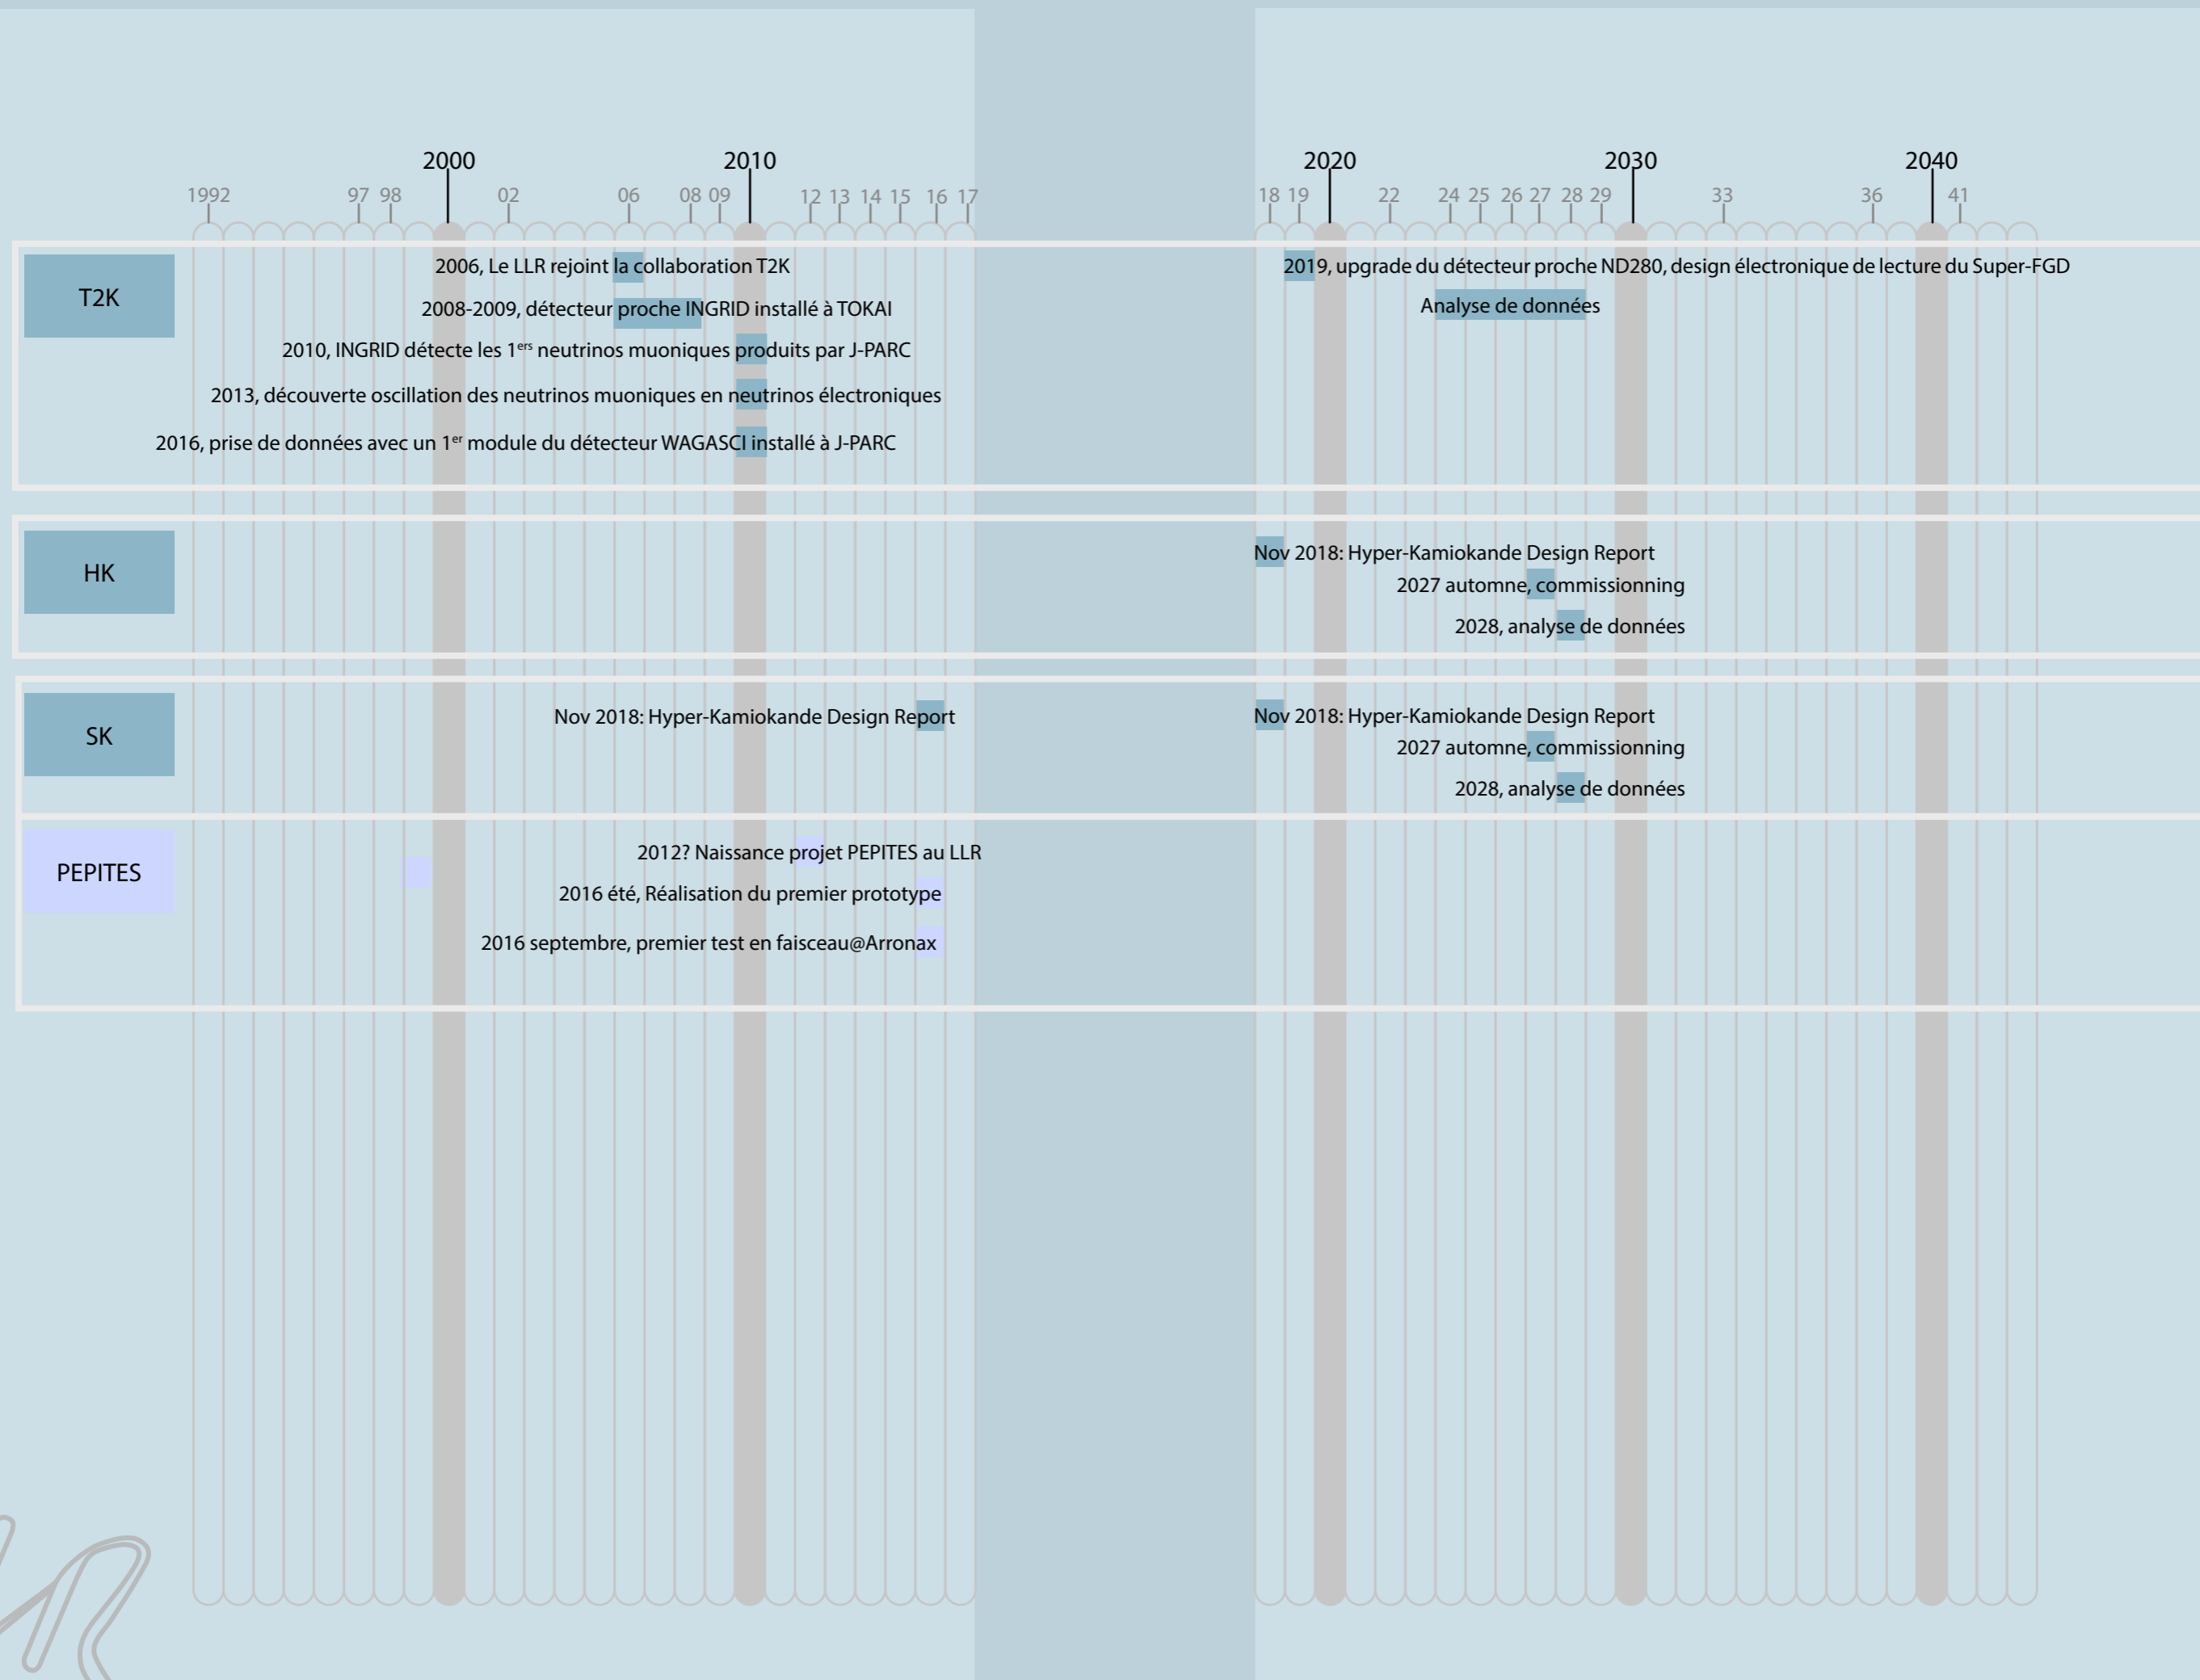 2000 2010 2020 2030 2040
1992 97 98 02 06 08 09 12 13 14 15 16 17 18 19 22 24 25 26 27 28 29 33 36 41
T2K
2006, Le LLR rejoint la collaboration T2K
2008-2009, détecteur proche INGRID installé à TOKAI
2010, INGRID détecte les 1ers neutrinos muoniques produits par J-PARC
2013, découverte oscillation des neutrinos muoniques en neutrinos électroniques
2016, prise de données avec un 1er module du détecteur WAGASCI installé à J-PARC
2019, upgrade du détecteur proche ND280, design électronique de lecture du Super-FGD
Analyse de données
HK
Nov 2018: Hyper-Kamiokande Design Report
2027 automne, commissionning
2028, analyse de données
SK
Nov 2018: Hyper-Kamiokande Design Report
Nov 2018: Hyper-Kamiokande Design Report
2027 automne, commissionning
2028, analyse de données
PEPITES
2012? Naissance projet PEPITES au LLR
2016 été, Réalisation du premier prototype
2016 septembre, premier test en faisceau@Arronax